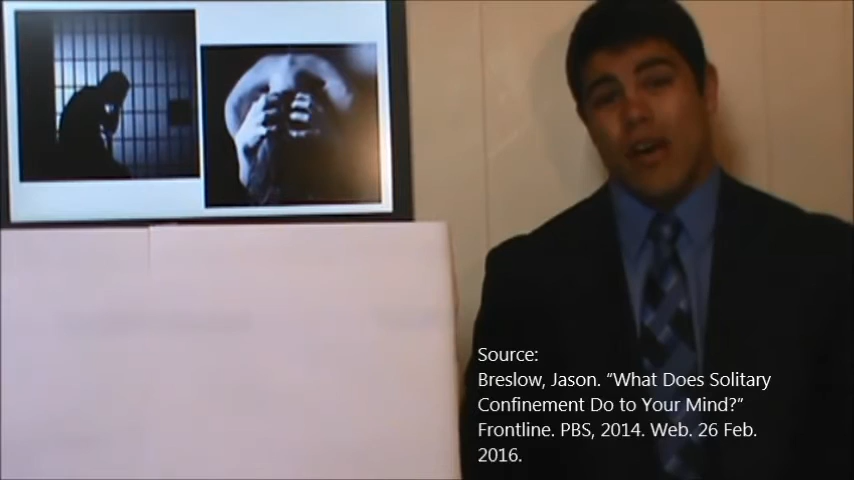 Source:
Breslow, Jason. “What Does Solitary
Confinement Do to Your Mind?”
Frontline. PBS, 2014. Web. 26 Feb.
2016.